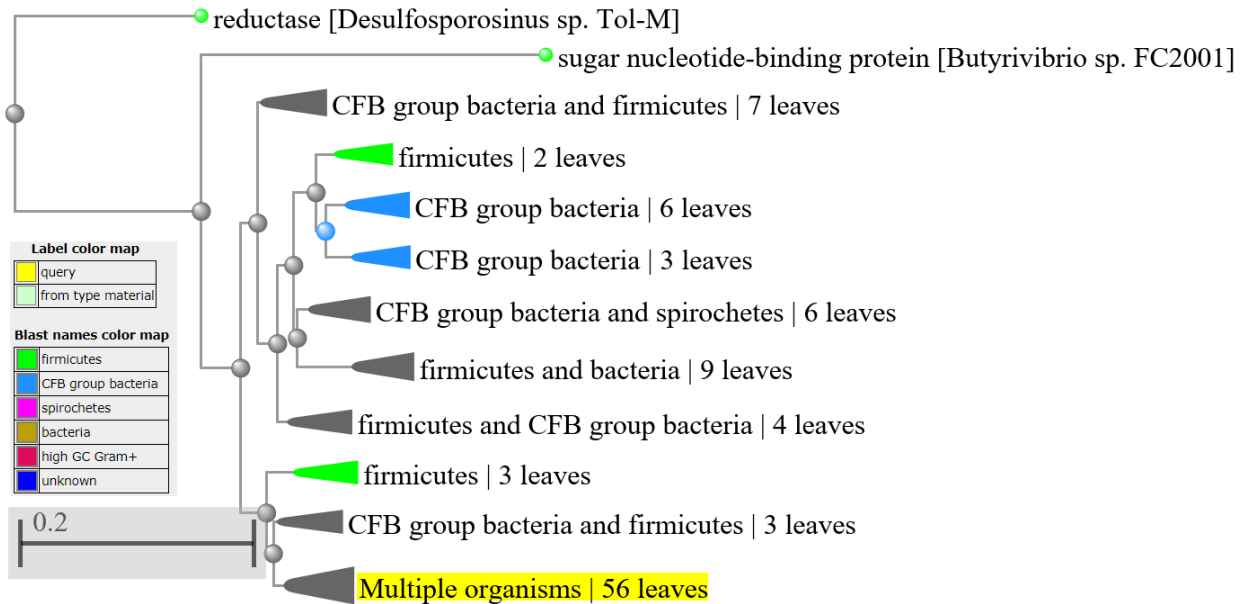 reductase [Desulfosporosinus sp. Tol-M]
sugar nucleotide-binding protein [Butyrivibrio sp. FC2001]
CFB group bacteria and firmicutes | 7 leaves
firmicutes | 2 leaves
CFB group bacteria | 6 leaves
CFB group bacteria | 3 leaves
CFB group bacteria and spirochetes | 6 leaves
firmicutes and bacteria | 9 leaves
firmicutes and CFB group bacteria | 4 leaves
firmicutes | 3 leaves
CFB group bacteria and firmicutes | 3 leaves
Multiple organisms | 56 leaves
Label color map
query
from type material
Blast names color map
firmicutes
CFB group bacteria
spirochetes
bacteria
high GC Gram+
unknown
0.2